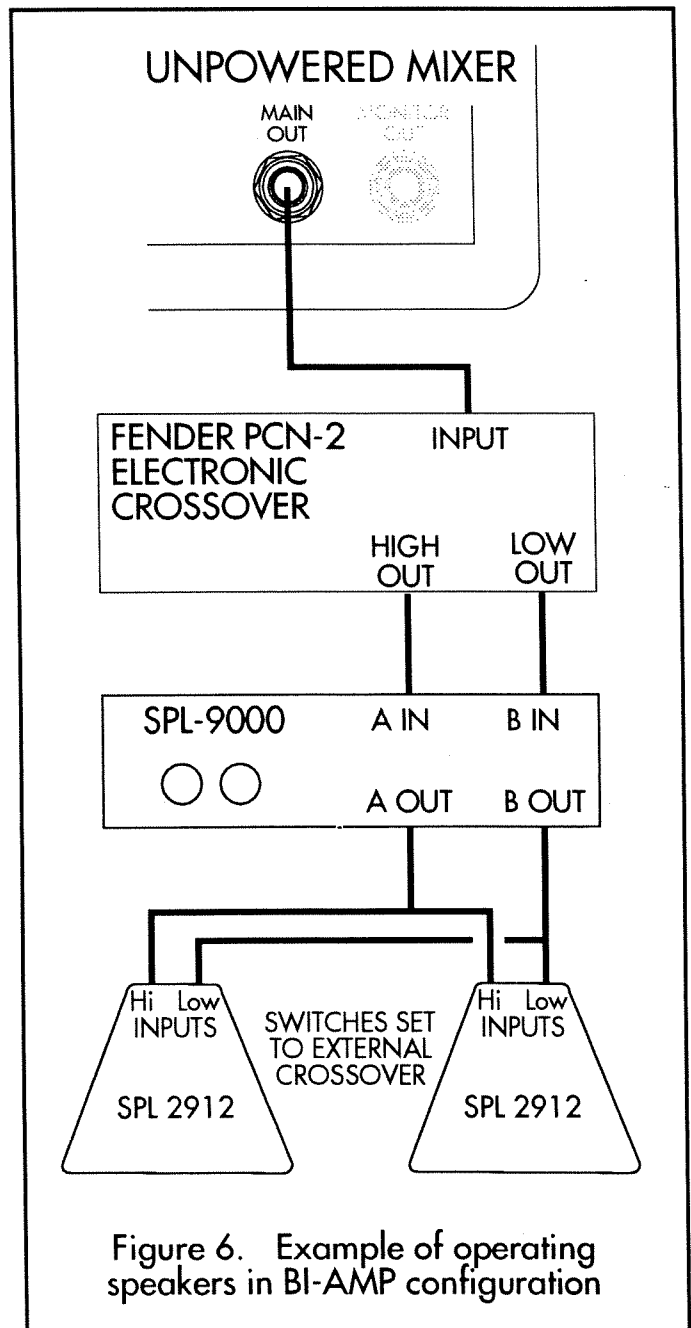 UNPOWERED MIXER
MAIN
OUT
MONITOR
OUT
FENDER PCN-2
ELECTRONIC
CROSSOVER
INPUT
HIGH
OUT
LOW
OUT
SPL-9000
A IN
B IN
A OUT
B OUT
Hi Low
INPUTS
SPL 2912
SWITCHES SET
TO EXTERNAL
CROSSOVER
Hi Low
INPUTS
SPL 2912
Figure 6. Example of operating
speakers in BI-AMP configuration